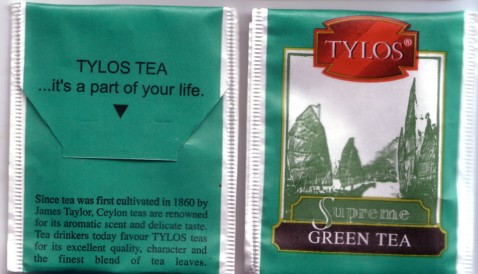 TYLOS TEA
...it's a part of your life.
Since tea was first cultivated in 1860 by
James Taylor, Ceylon teas are renowned
for its aromatic scent and delicate taste.
Tea drinkers today favour TYLOS teas
for its excellent quality, character and
the finest blend of tea leaves.
TYLOS®
Supreme
GREEN TEA